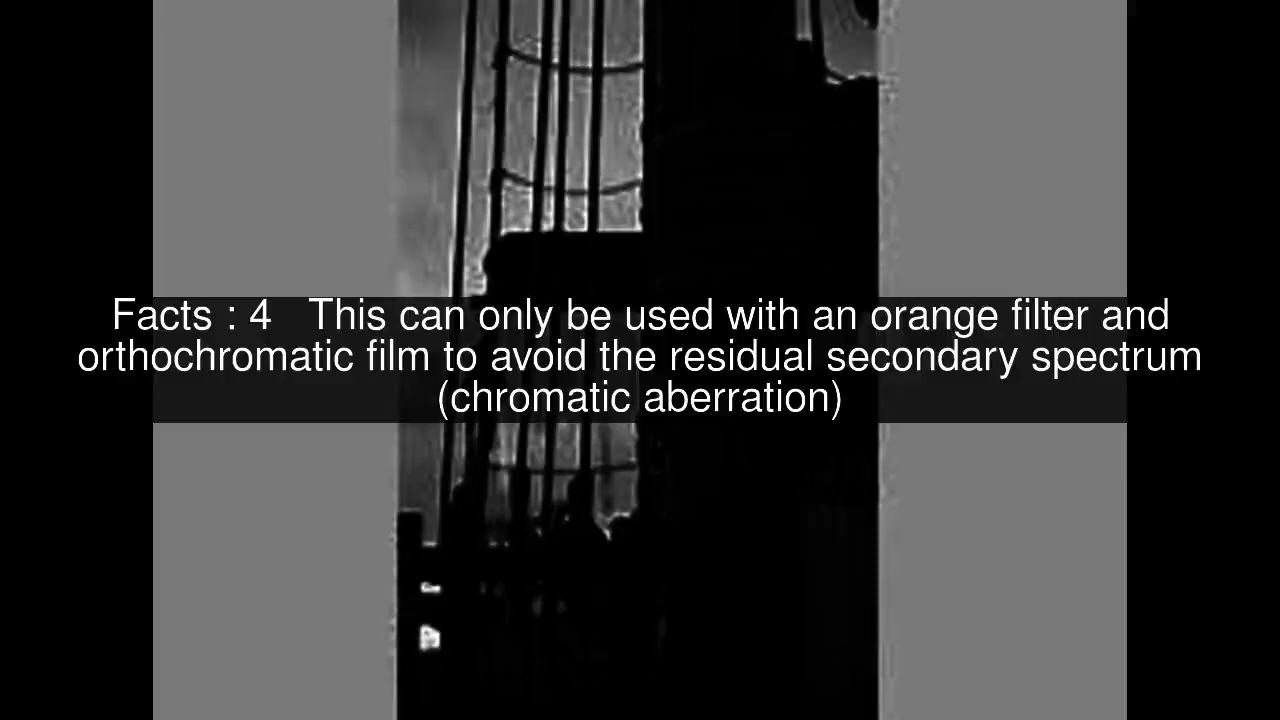 Facts : 4 This can only be used with an orange filter and
orthochromatic film to avoid the residual secondary spectrum
(chromatic aberration)